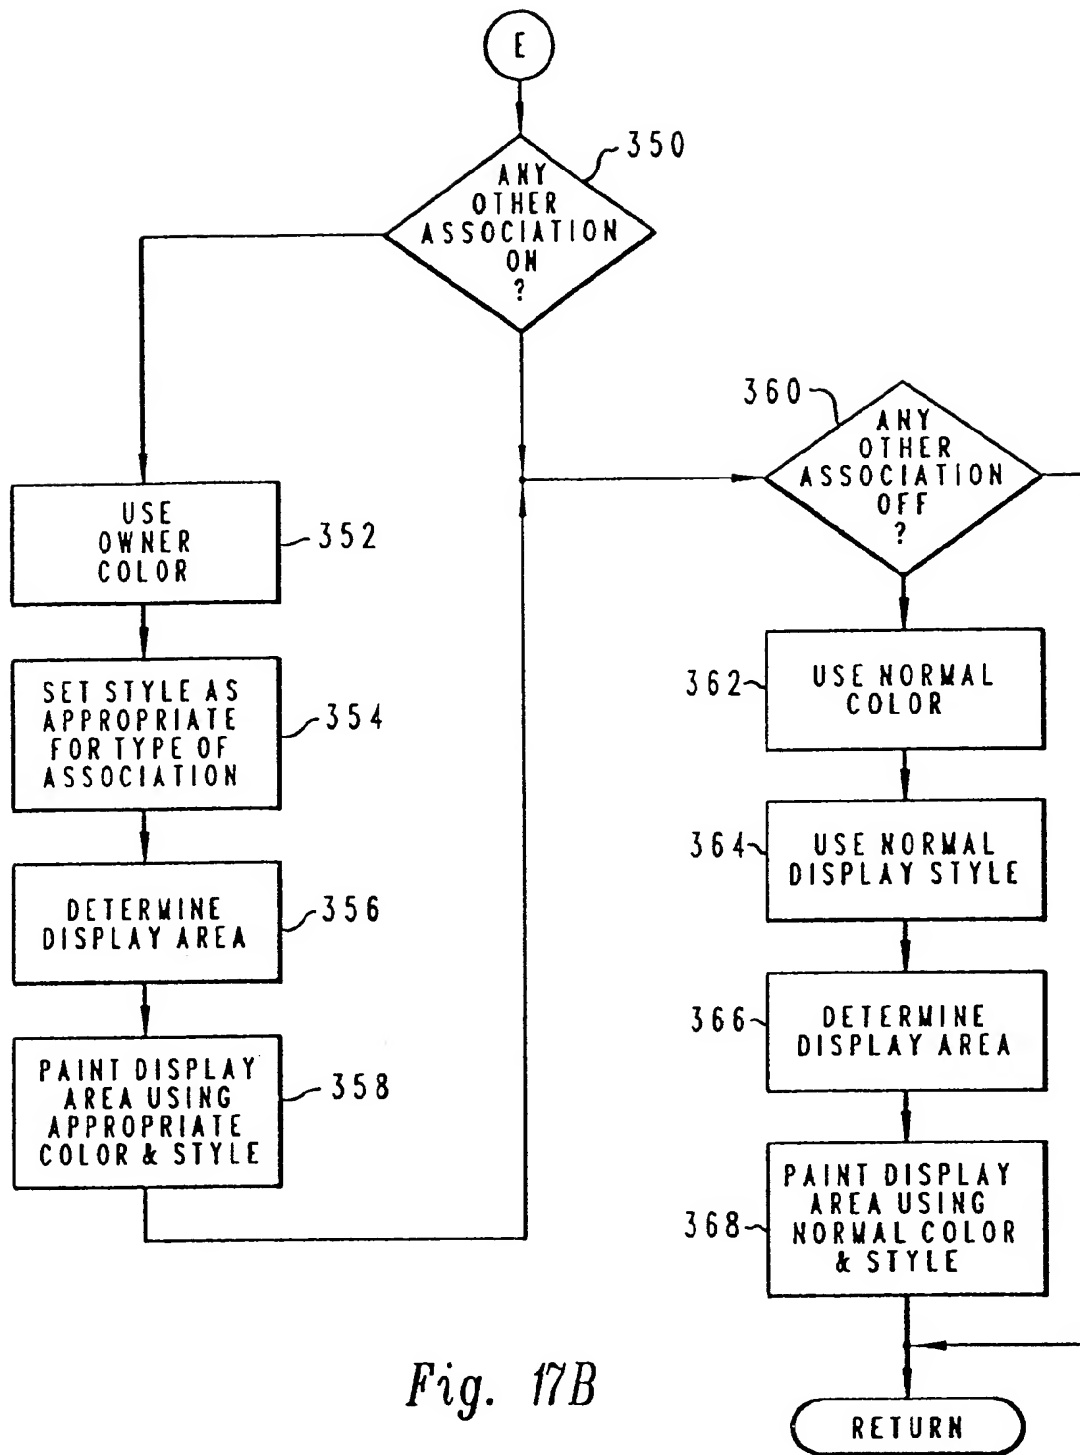 E
350
ANY
OTHER
ASSOCIATION
ON
?
USE
OWNER
COLOR
352
SET STYLE AS
APPROPRIATE
FOR TYPE OF
ASSOCIATION
354
DETERMINE
DISPLAY AREA
356
PAINT DISPLAY
AREA USING
APPROPRIATE
COLOR & STYLE
358
360
ANY
OTHER
ASSOCIATION
OFF
?
362
USE NORMAL
COLOR
364
USE NORMAL
DISPLAY STYLE
366
DETERMINE
DISPLAY AREA
368
PAINT DISPLAY
AREA USING
NORMAL COLOR
& STYLE
RETURN
Fig. 17B